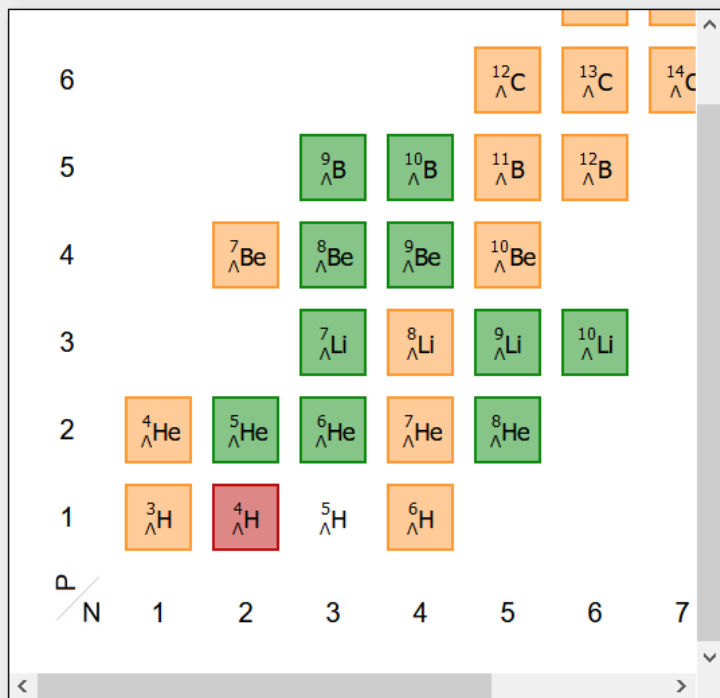 6 ¹²ΛC ¹³ΛC ¹⁴ΛC
5 ⁹ΛB ¹⁰ΛB ¹¹ΛB ¹²ΛB
4 ⁷ΛBe ⁸ΛBe ⁹ΛBe ¹⁰ΛBe
3 ⁷ΛLi ⁸ΛLi ⁹ΛLi ¹⁰ΛLi
2 ⁴ΛHe ⁵ΛHe ⁶ΛHe ⁷ΛHe ⁸ΛHe
1 ³ΛH ⁴ΛH ⁵ΛH ⁶ΛH
P
N 1 2 3 4 5 6 7